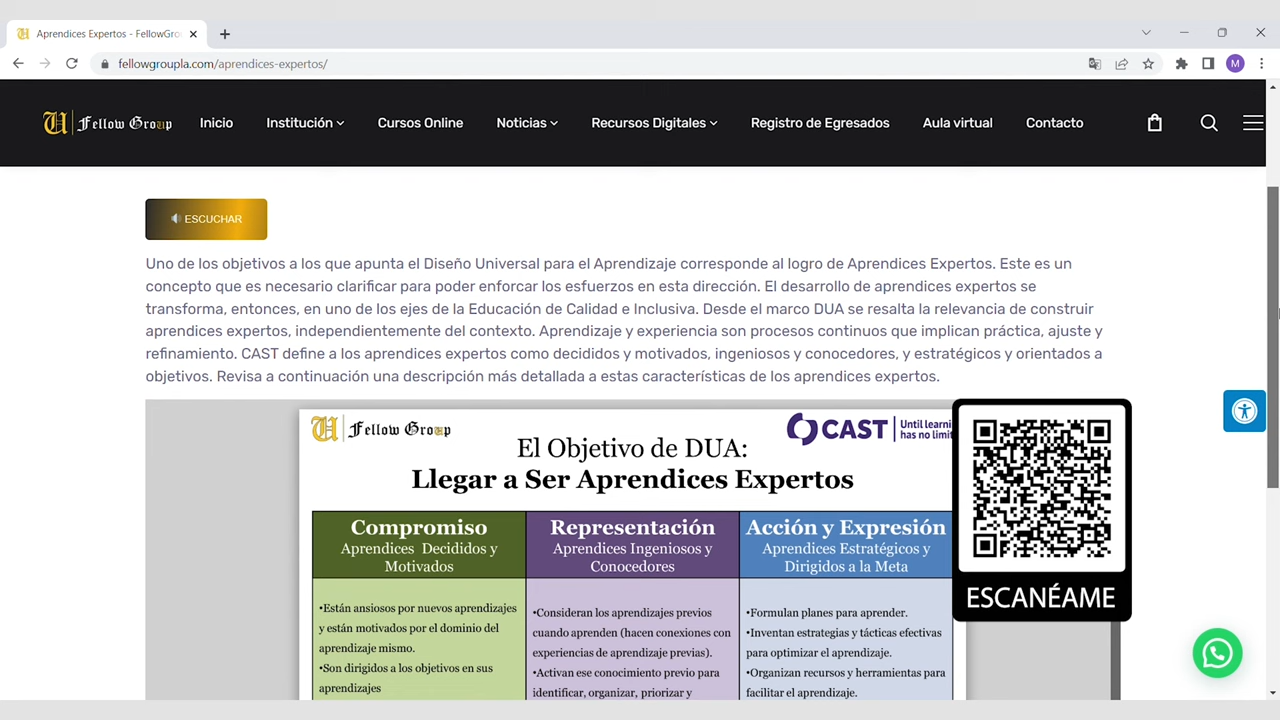 Aprendices Expertos - FellowGro
fellowgroupla.com/aprendices-expertos/
M
Fellow Group
Inicio
Institución
Cursos Online
Noticias
Recursos Digitales
Registro de Egresados
Aula virtual
Contacto
ESCUCHAR
Uno de los objetivos a los que apunta el Diseño Universal para el Aprendizaje corresponde al logro de Aprendices Expertos. Este es un
concepto que es necesario clarificar para poder enforcar los esfuerzos en esta dirección. El desarrollo de aprendices expertos se
transforma, entonces, en uno de los ejes de la Educación de Calidad e Inclusiva. Desde el marco DUA se resalta la relevancia de construir
aprendices expertos, independientemente del contexto. Aprendizaje y experiencia son procesos continuos que implican práctica, ajuste y
refinamiento. CAST define a los aprendices expertos como decididos y motivados, ingeniosos y conocedores, y estratégicos y orientados a
objetivos. Revisa a continuación una descripción más detallada a estas características de los aprendices expertos.
Fellow Group
CAST
Until learni
has no limit
El Objetivo de DUA:
Llegar a Ser Aprendices Expertos
Compromiso
Aprendices Decididos y
Motivados
•Están ansiosos por nuevos aprendizajes
y están motivados por el dominio del
aprendizaje mismo.
•Son dirigidos a los objetivos en sus
aprendizajes
Representación
Aprendices Ingeniosos y
Conocedores
•Consideran los aprendizajes previos
cuando aprenden (hacen conexiones con
experiencias de aprendizaje previas).
•Activan ese conocimiento previo para
identificar, organizar, priorizar y
Acción y Expresión
Aprendices Estratégicos y
Dirigidos a la Meta
•Formulan planes para aprender.
•Inventan estrategias y tácticas efectivas
para optimizar el aprendizaje.
•Organizan recursos y herramientas para
facilitar el aprendizaje.
ESCANÉAME